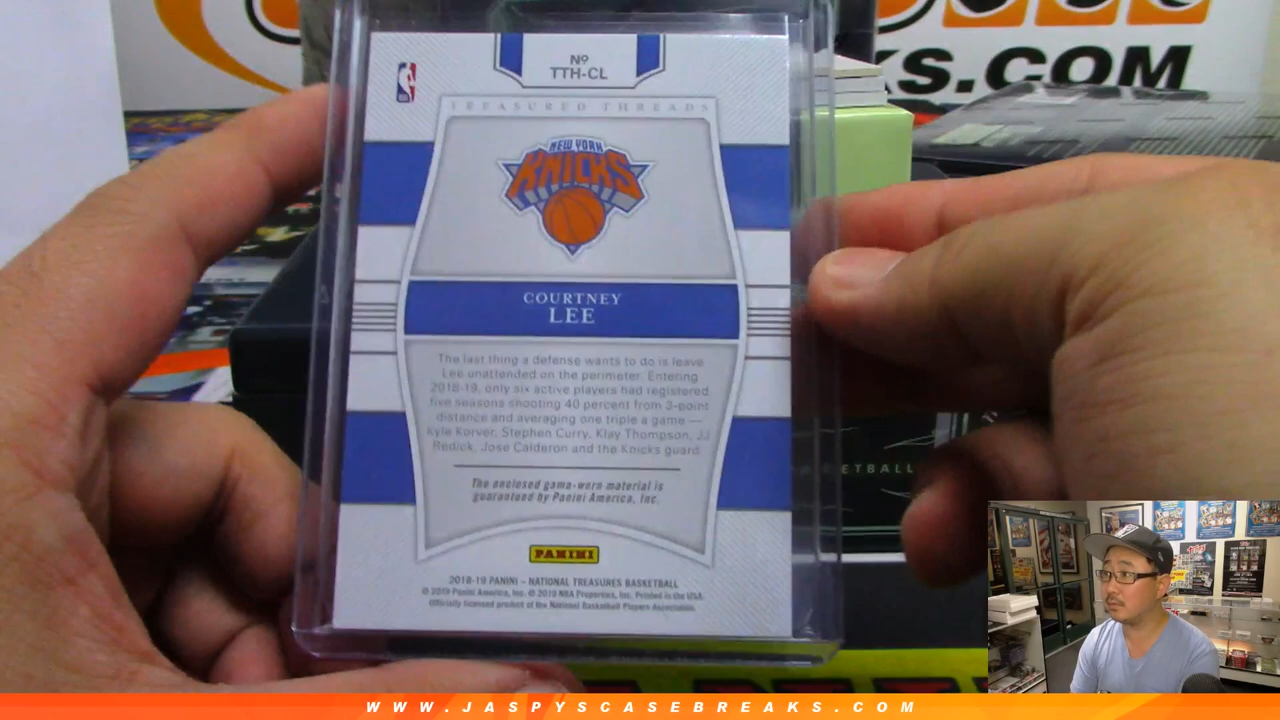 KS.COM
Nº
TTH-CL
TREASURED THREADS
NEW YORK
KNICKS
COURTNEY
LEE
The last thing a defense wants to do is leave
Lee unattended on the perimeter. Entering
2018-19, only six active players had registered
five seasons shooting 40 percent from 3-point
distance and averaging one triple a game —
Kyle Korver, Stephen Curry, Klay Thompson, JJ
Redick, Jose Calderon and the Knicks guard.
The enclosed game-worn material is
guaranteed by Panini America, Inc.
PANINI
2018-19 PANINI – NATIONAL TREASURES BASKETBALL
© 2019 Panini America, Inc. © 2019 NBA Properties, Inc. Printed in the USA.
Officially licensed product of the National Basketball Players Association.
ETBALL
WWW.JASPYSCASEBREAKS.COM